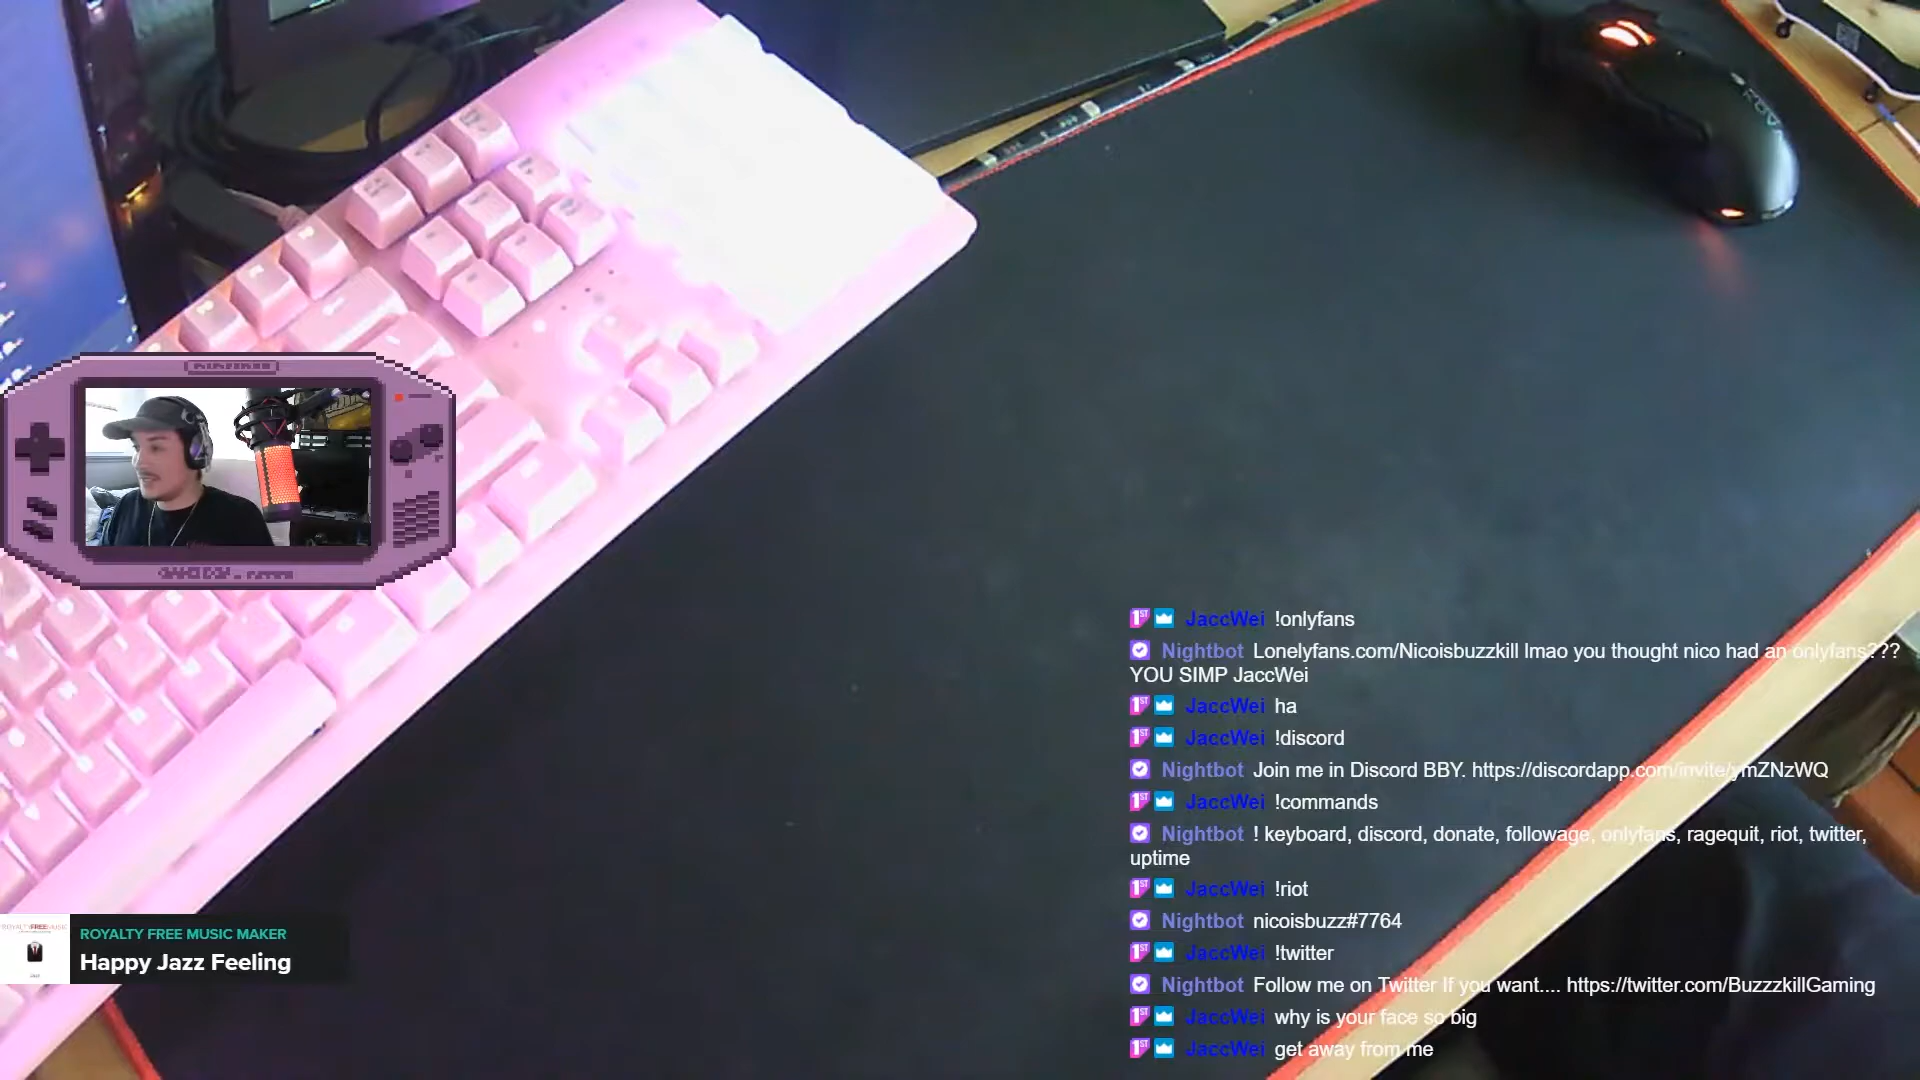 JaccWei !onlyfans
Nightbot Lonelyfans.com/Nicoisbuzzkill lmao you thought nico had an onlyfans???
YOU SIMP JaccWei
JaccWei ha
JaccWei !discord
Nightbot Join me in Discord BBY. https://discordapp.com/invite/ymZNzWQ
JaccWei !commands
Nightbot ! keyboard, discord, donate, followage, onlyfans, ragequit, riot, twitter,
uptime
JaccWei !riot
Nightbot nicoisbuzz#7764
JaccWei !twitter
Nightbot Follow me on Twitter If you want.... https://twitter.com/BuzzzkillGaming
JaccWei why is your face so big
JaccWei get away from me
ROYALTY FREE MUSIC MAKER
Happy Jazz Feeling